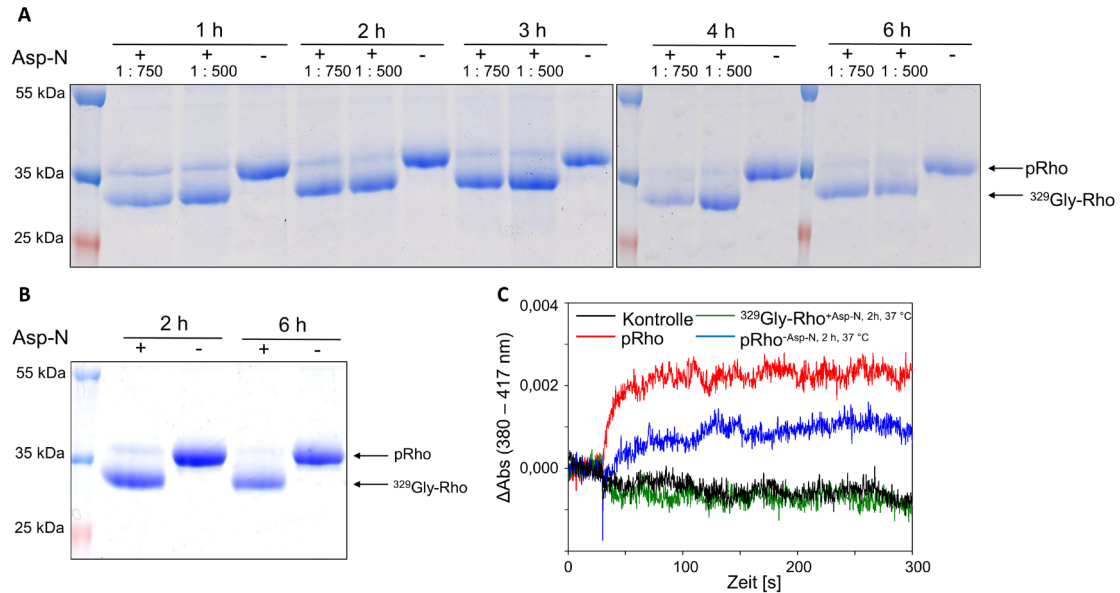 A
1 h 2 h 3 h 4 h 6 h
Asp-N + + - + + - + + - + + - + + -
1 : 750 1 : 500 1 :750 1 : 500 1 : 750 1 : 500 1 : 750 1 : 500 1 : 750 1 : 500
55 kDa
35 kDa
25 kDa
pRho
³²⁹Gly-Rho
B
2 h 6 h
Asp-N + - + -
55 kDa
35 kDa
25 kDa
pRho
³²⁹Gly-Rho
C
ΔAbs (380 – 417 nm)
0,004
0,002
0,000
Kontrolle
pRho
³²⁹Gly-Rho⁺Asp-N, 2h, 37 °C
pRho⁻Asp-N, 2 h, 37 °C
0 100 200 300
Zeit [s]